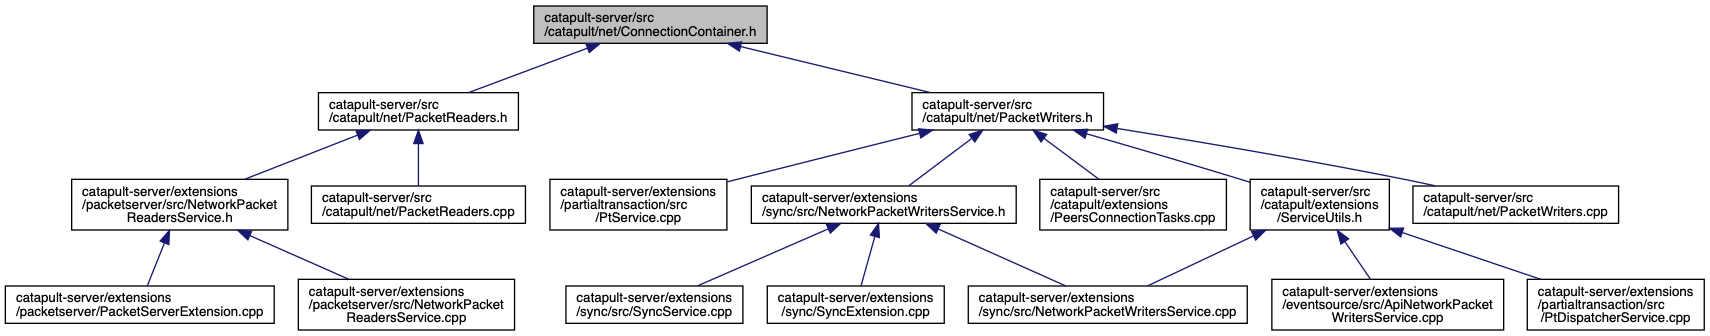 catapult-server/src
/catapult/net/ConnectionContainer.h
catapult-server/src
/catapult/net/PacketReaders.h
catapult-server/src
/catapult/net/PacketWriters.h
catapult-server/extensions
/packetserver/src/NetworkPacket
ReadersService.h
catapult-server/src
/catapult/net/PacketReaders.cpp
catapult-server/extensions
/partialtransaction/src
/PtService.cpp
catapult-server/extensions
/sync/src/NetworkPacketWritersService.h
catapult-server/src
/catapult/extensions
/PeersConnectionTasks.cpp
catapult-server/src
/catapult/extensions
/ServiceUtils.h
catapult-server/src
/catapult/net/PacketWriters.cpp
catapult-server/extensions
/packetserver/PacketServerExtension.cpp
catapult-server/extensions
/packetserver/src/NetworkPacket
ReadersService.cpp
catapult-server/extensions
/sync/src/SyncService.cpp
catapult-server/extensions
/sync/SyncExtension.cpp
catapult-server/extensions
/sync/src/NetworkPacketWritersService.cpp
catapult-server/extensions
/eventsource/src/ApiNetworkPacket
WritersService.cpp
catapult-server/extensions
/partialtransaction/src
/PtDispatcherService.cpp